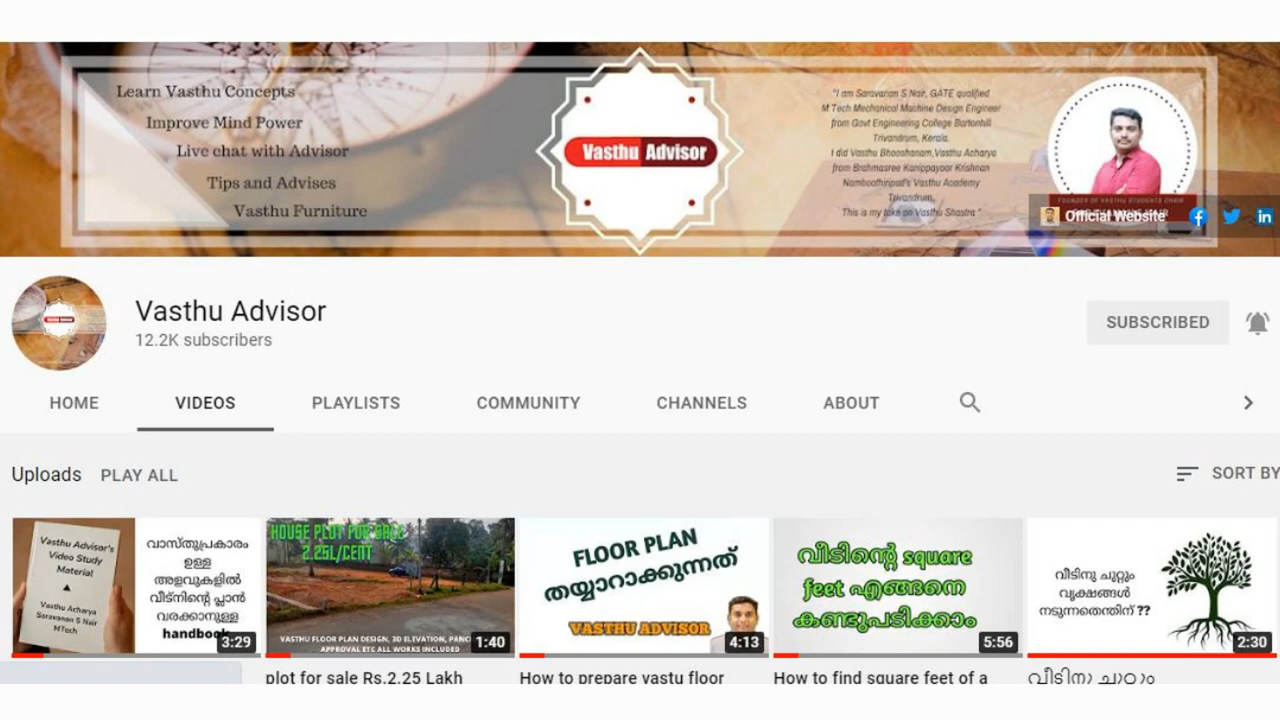 Learn Vasthu Concepts
Improve Mind Power
Live chat with Advisor
Tips and Advises
Vasthu Furniture
Vasthu Advisor
"I am Saravanan S Nair, GATE qualified
M Tech Mechanical Machine Design Engineer
from Govt Engineering College Bartonhill
Trivandrum, Kerala.
I did Vasthu Bhooshanam,Vasthu Acharya
from Brahmasree Kanippayoor Krishnan
Namboothiripad's Vasthu Academy
Trivandrum,
This is my take on Vasthu Shastra "
FOUNDER OF VASTHU STUDENTS CHAIN
Official Website
in
Vasthu Advisor
12.2K subscribers
SUBSCRIBED
HOME
VIDEOS
PLAYLISTS
COMMUNITY
CHANNELS
ABOUT
Uploads
PLAY ALL
SORT BY
Vasthu Advisor's
Video Study
Material
Vasthu Acharya
Saravanan S Nair
MTech
വാസ്തുപ്രകാരം
ഉള്ള
അളവുകളിൽ
വീട്നിന്റെ പ്ലാൻ
വരക്കാനുള്ള
handbook
3:29
HOUSE PLOT FOR SALE
2.25L/CENT
VASTHU FLOOR PLAN DESIGN, 3D ELEVATION, PANC
APPROVAL ETC ALL WORKS INCLUDED
1:40
FLOOR PLAN
തയ്യാറാക്കുന്നത്
VASTHU ADVISOR
4:13
വീടിന്റെ square
feet എങ്ങനെ
കണ്ടുപടിക്കാം
5:56
വീടിനു ചുറ്റും
വൃക്ഷങ്ങൾ
നടുന്നതെന്തിന് ??
2:30
plot for sale Rs.2.25 Lakh
How to prepare vastu floor
How to find square feet of a
വീടിനു ചുറ്റും